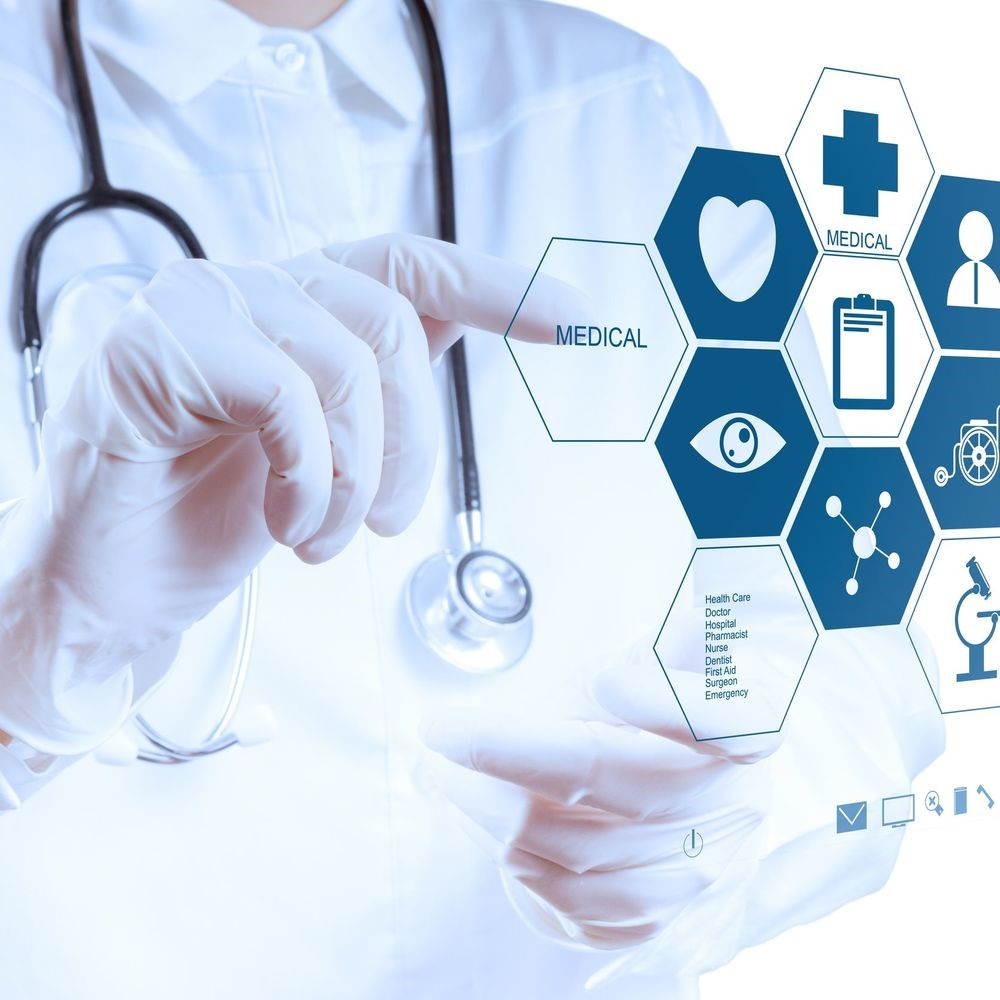 MEDICAL
MEDICAL
Health Care
Doctor
Hospital
Pharmacist
Nurse
Dentist
First Aid
Surgeon
Emergency